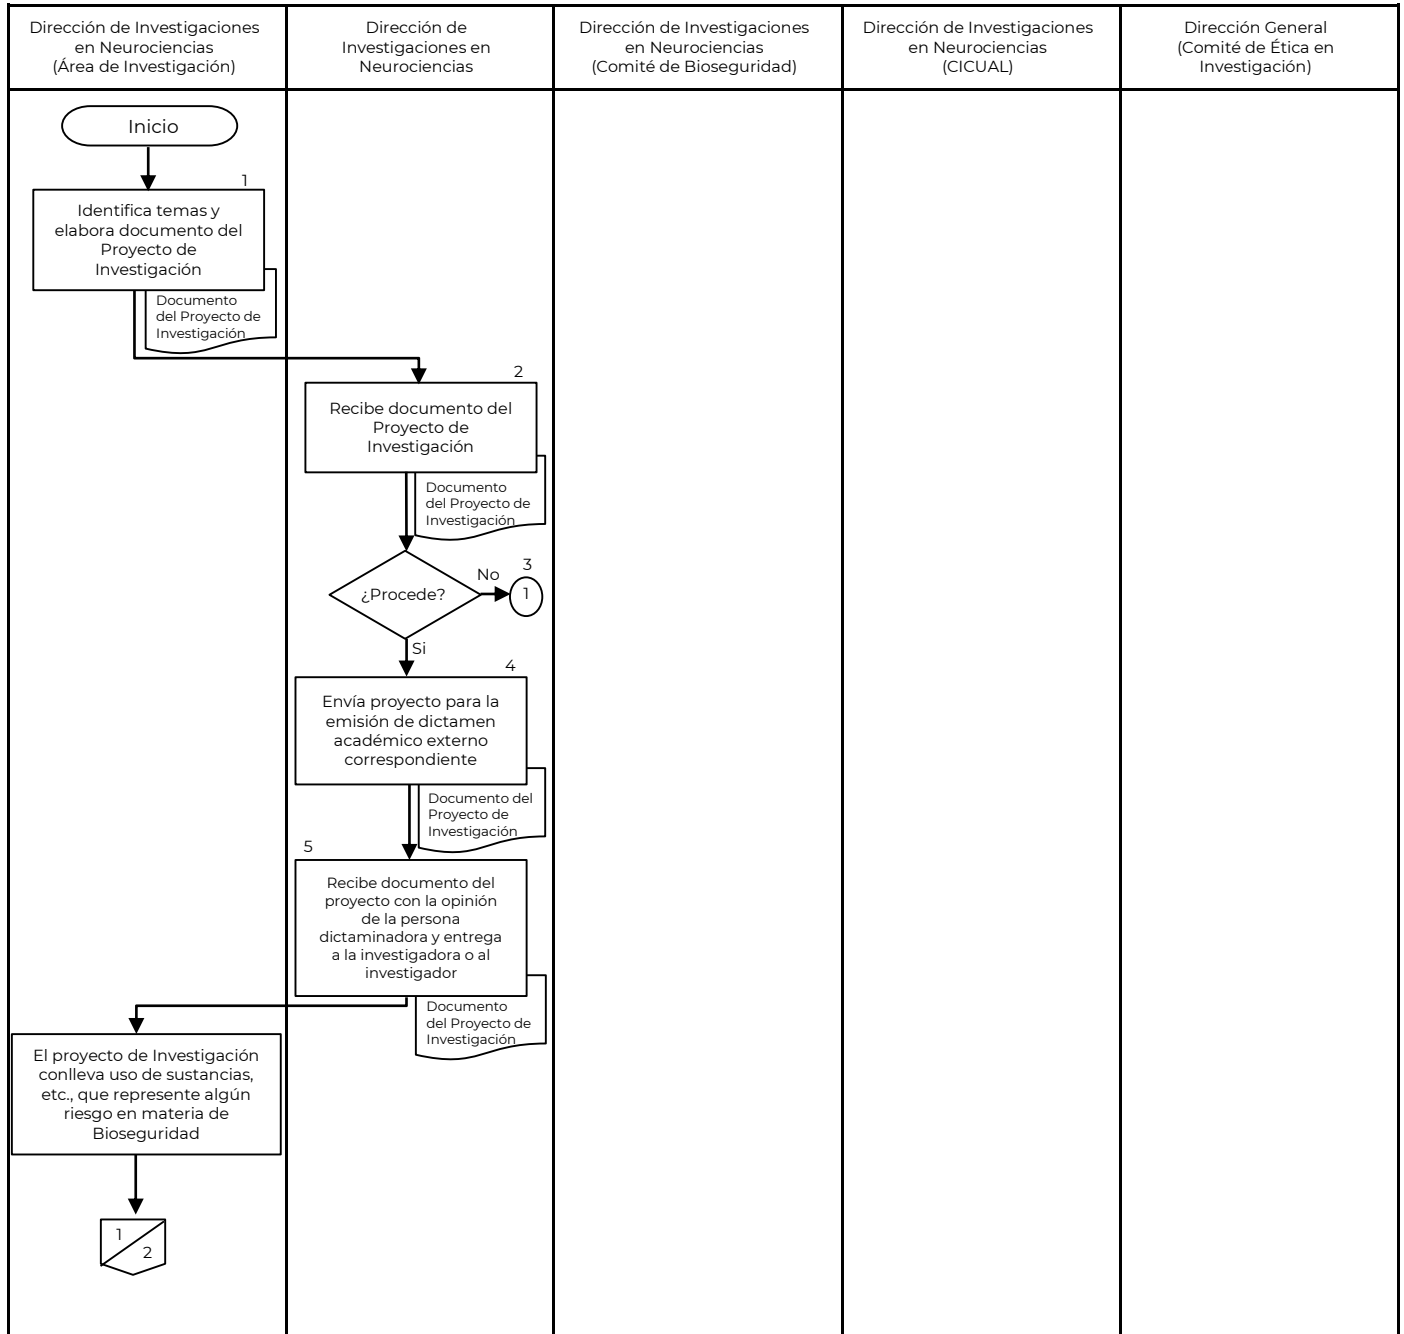 Dirección de Investigaciones
en Neurociencias
(Área de Investigación)
Dirección de
Investigaciones en
Neurociencias
Dirección de Investigaciones
en Neurociencias
(Comité de Bioseguridad)
Dirección de Investigaciones
en Neurociencias
(CICUAL)
Dirección General
(Comité de Ética en
Investigación)
Inicio
1
Identifica temas y
elabora documento del
Proyecto de
Investigación
Documento
del Proyecto de
Investigación
2
Recibe documento del
Proyecto de
Investigación
Documento
del Proyecto de
Investigación
¿Procede?
No
3
1
Si
4
Envía proyecto para la
emisión de dictamen
académico externo
correspondiente
Documento del
Proyecto de
Investigación
5
Recibe documento del
proyecto con la opinión
de la persona
dictaminadora y entrega
a la investigadora o al
investigador
Documento
del Proyecto de
Investigación
El proyecto de Investigación
conlleva uso de sustancias,
etc., que represente algún
riesgo en materia de
Bioseguridad
1
2